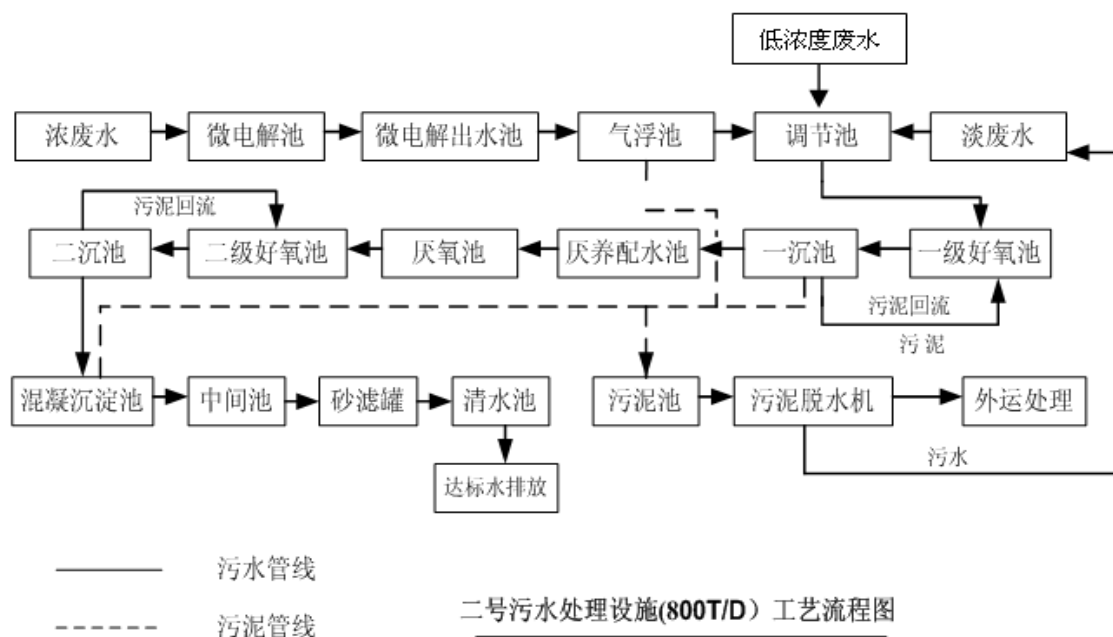 低浓度废水
浓废水
微电解池
微电解出水池
气浮池
调节池
淡废水
污泥回流
二沉池
二级好氧池
厌氧池
厌养配水池
一沉池
一级好氧池
污泥回流
污 泥
混凝沉淀池
中间池
砂滤罐
清水池
污泥池
污泥脱水机
外运处理
污水
达标水排放
污水管线
二号污水处理设施(800T/D）工艺流程图
污泥管线